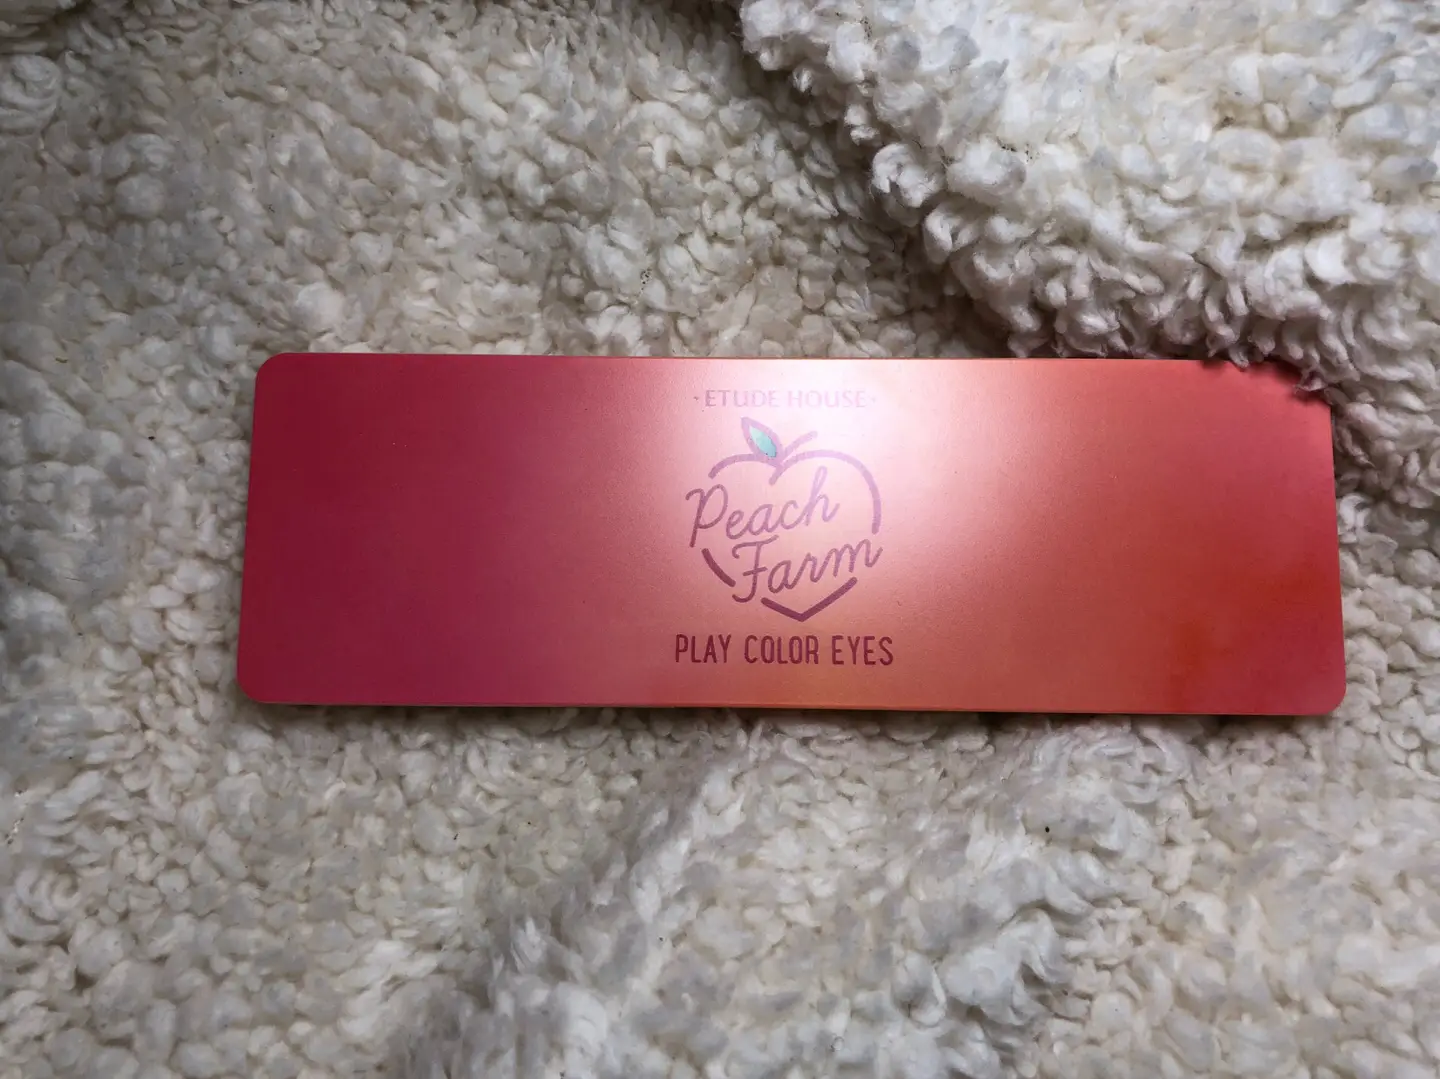 ·ETUDE HOUSE·
Peach
Farm
PLAY COLOR EYES